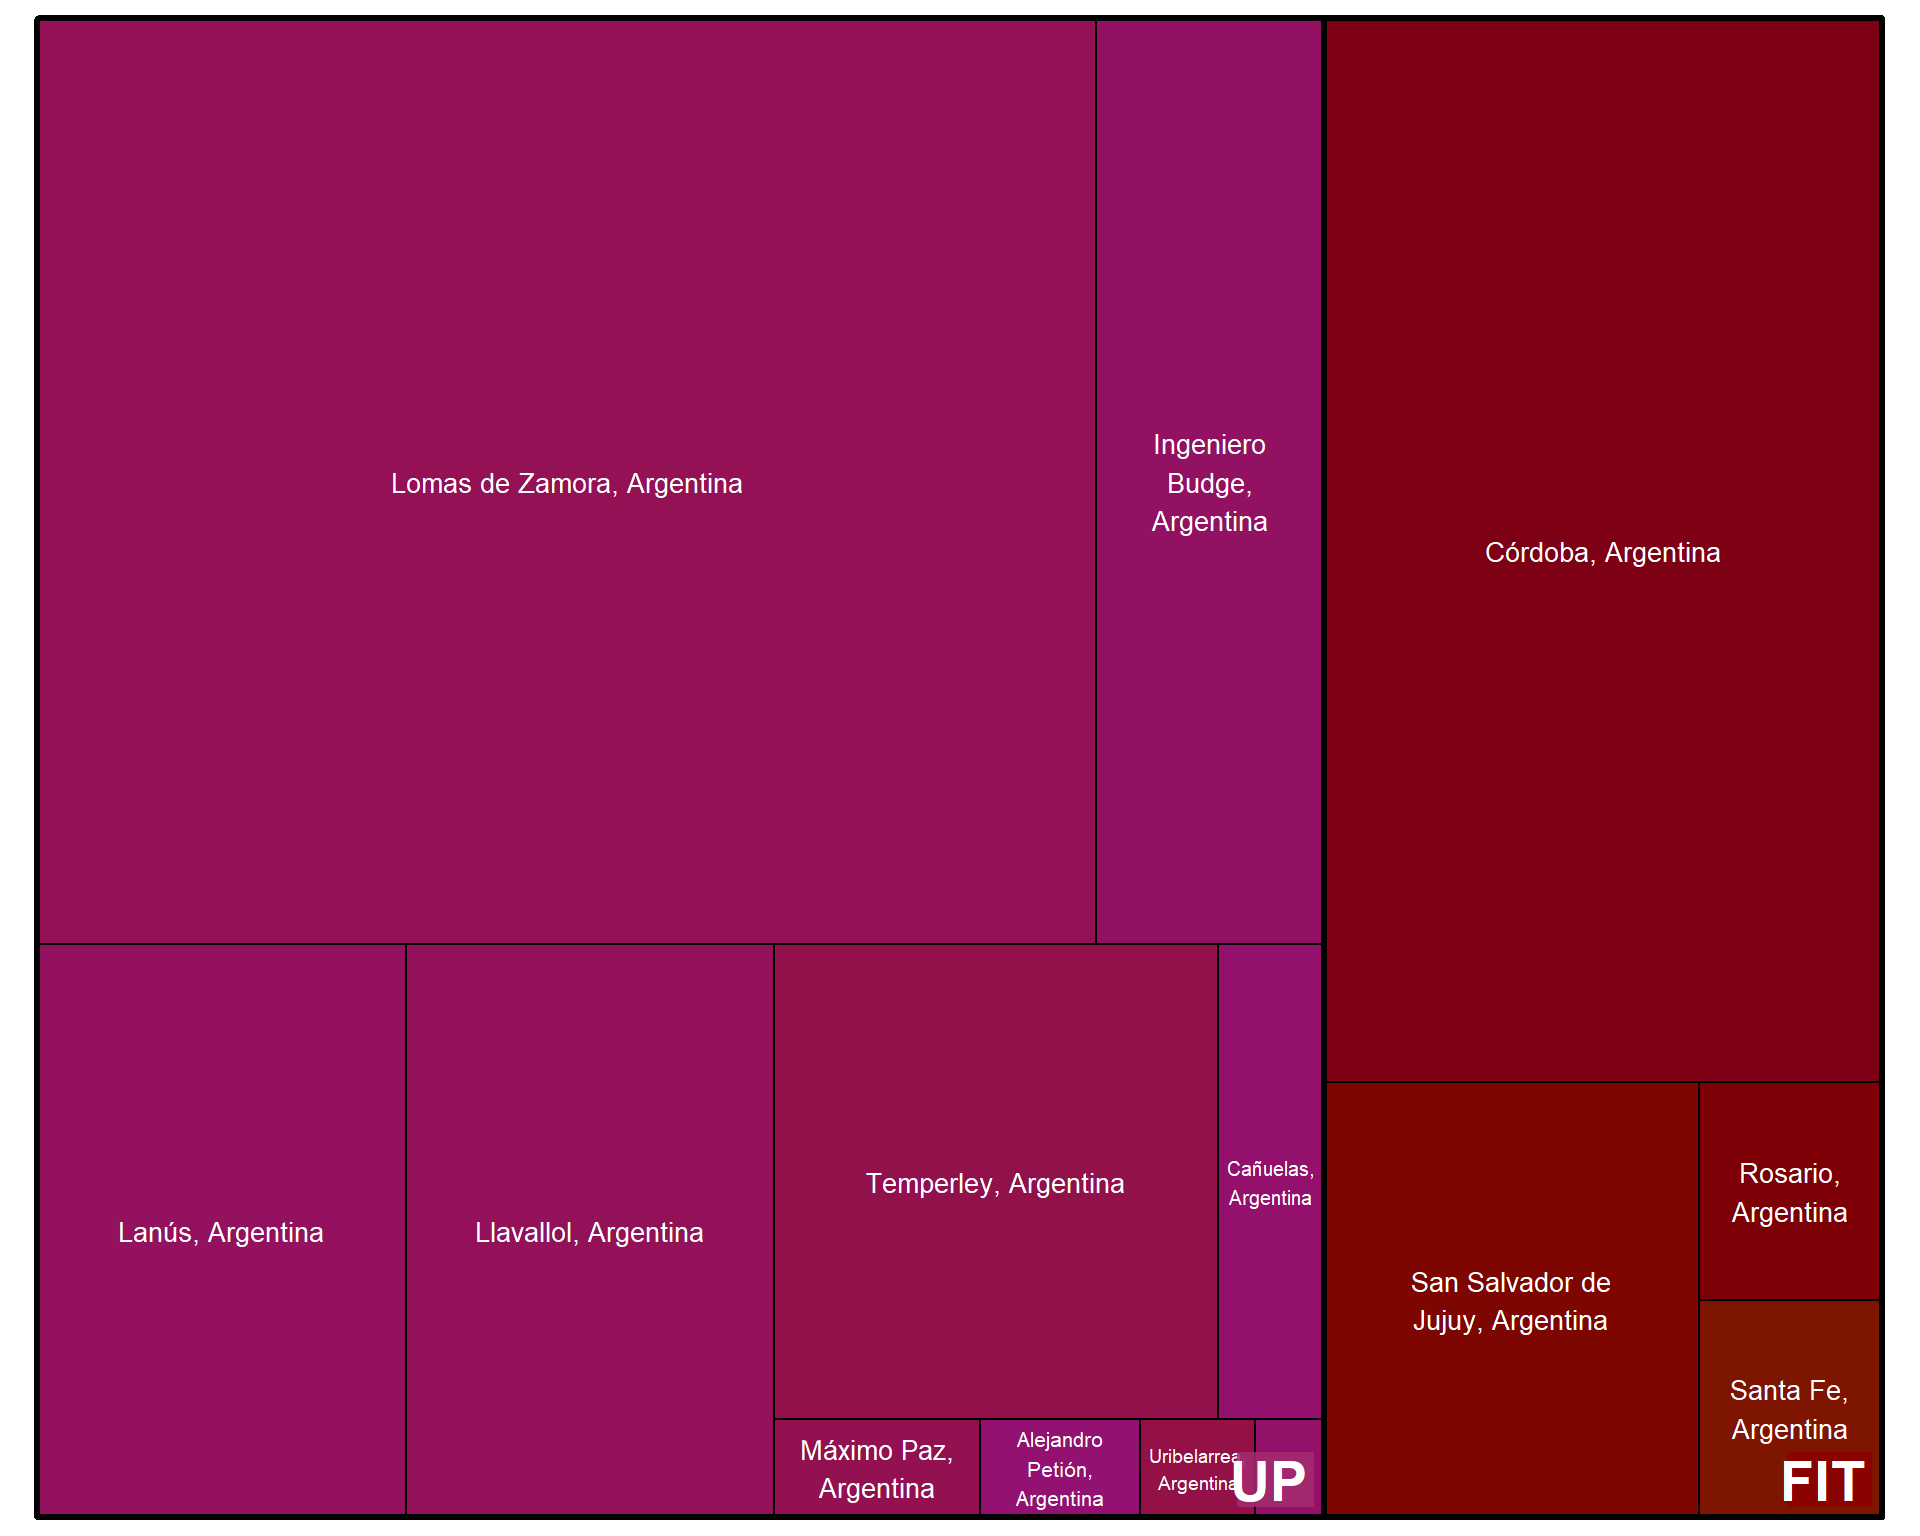 Lomas de Zamora, Argentina
Ingeniero
Budge,
Argentina
Córdoba, Argentina
Lanús, Argentina
Llavallol, Argentina
Temperley, Argentina
Cañuelas,
Argentina
Máximo Paz,
Argentina
Alejandro
Petión,
Argentina
Uribelarrea
Argentina
UP
San Salvador de
Jujuy, Argentina
Rosario,
Argentina
Santa Fe,
Argentina
FIT